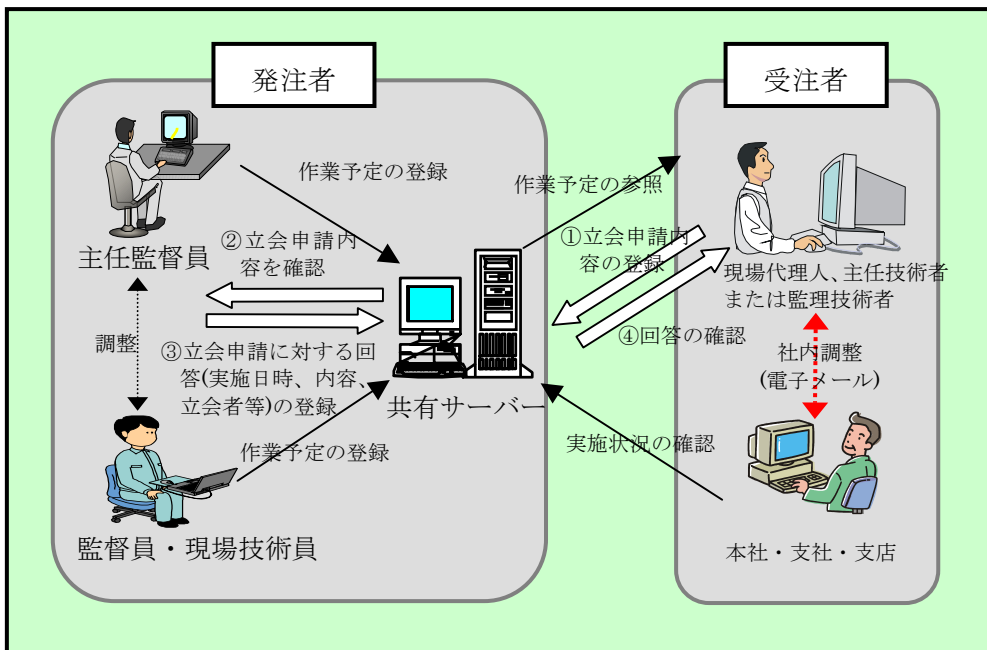 発注者
受注者
作業予定の登録
作業予定の参照
主任監督員
②立会申請内
容を確認
①立会申請内
容の登録
現場代理人、主任技術者
または監理技術者
調整
③立会申請に対する回
答(実施日時、内容、
立会者等)の登録
④回答の確認
社内調整
(電子メール)
共有サーバー
作業予定の登録
実施状況の確認
監督員・現場技術員
本社・支社・支店